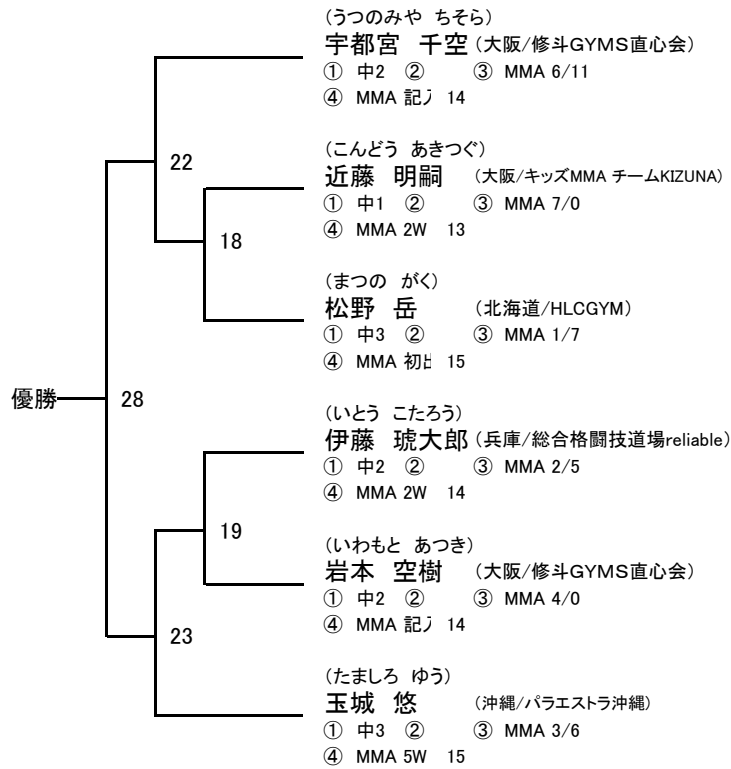 (うつのみや ちそら)
宇都宮 千空 (大阪/修斗GYMS直心会)
① 中2 ② ③ MMA 6/11
④ MMA 記入 14
22
(こんどう あきつぐ)
近藤 明嗣 (大阪/キッズMMA チームKIZUNA)
① 中1 ② ③ MMA 7/0
④ MMA 2W 13
18
(まつの がく)
松野 岳 (北海道/HLCGYM)
① 中3 ② ③ MMA 1/7
④ MMA 初出 15
優勝 28
(いとう こたろう)
伊藤 琥大郎 (兵庫/総合格闘技道場reliable)
① 中2 ② ③ MMA 2/5
④ MMA 2W 14
19
(いわもと あつき)
岩本 空樹 (大阪/修斗GYMS直心会)
① 中2 ② ③ MMA 4/0
④ MMA 記入 14
23
(たましろ ゆう)
玉城 悠 (沖縄/パラエストラ沖縄)
① 中3 ② ③ MMA 3/6
④ MMA 5W 15